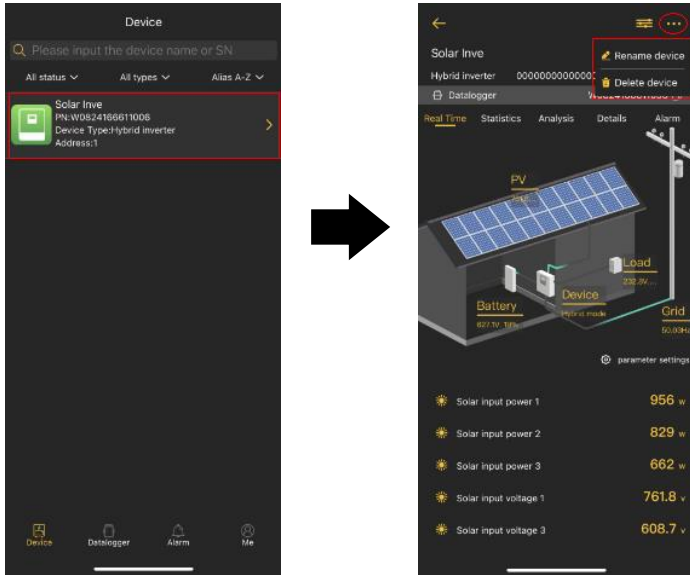 Device
Please input the device name or SN
All status
All types
Alias A-Z
Solar Inve
PN:W0824166611006
Device Type:Hybrid inverter
Address:1
Device
Datalogger
Alarm
Me
Rename device
Delete device
Solar Inve
Hybrid inverter
Datalogger
Real Time
Statistics
Analysis
Details
Alarm
PV
Load
Device
Hybrid mode
Battery
Grid
50.03Hz
parameter settings
Solar input power 1
956 w
Solar input power 2
829 w
Solar input power 3
662 w
Solar input voltage 1
761.8 v
Solar input voltage 3
608.7 v